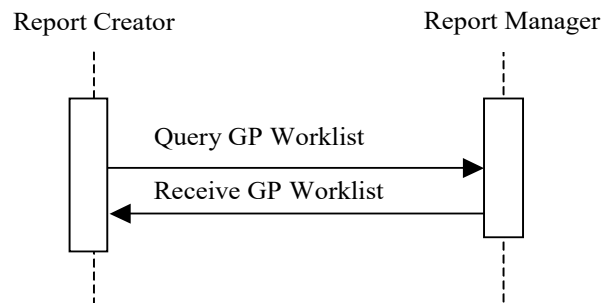 Report Creator
Report Manager
Query GP Worklist
Receive GP Worklist